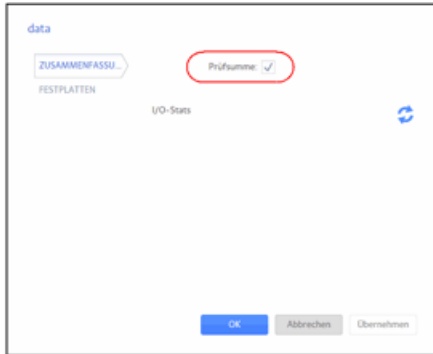 data
ZUSAMMENFASSU...
Prüfsumme:
FESTPLATTEN
I/O-Stats
OK
Abbrechen
Übernehmen